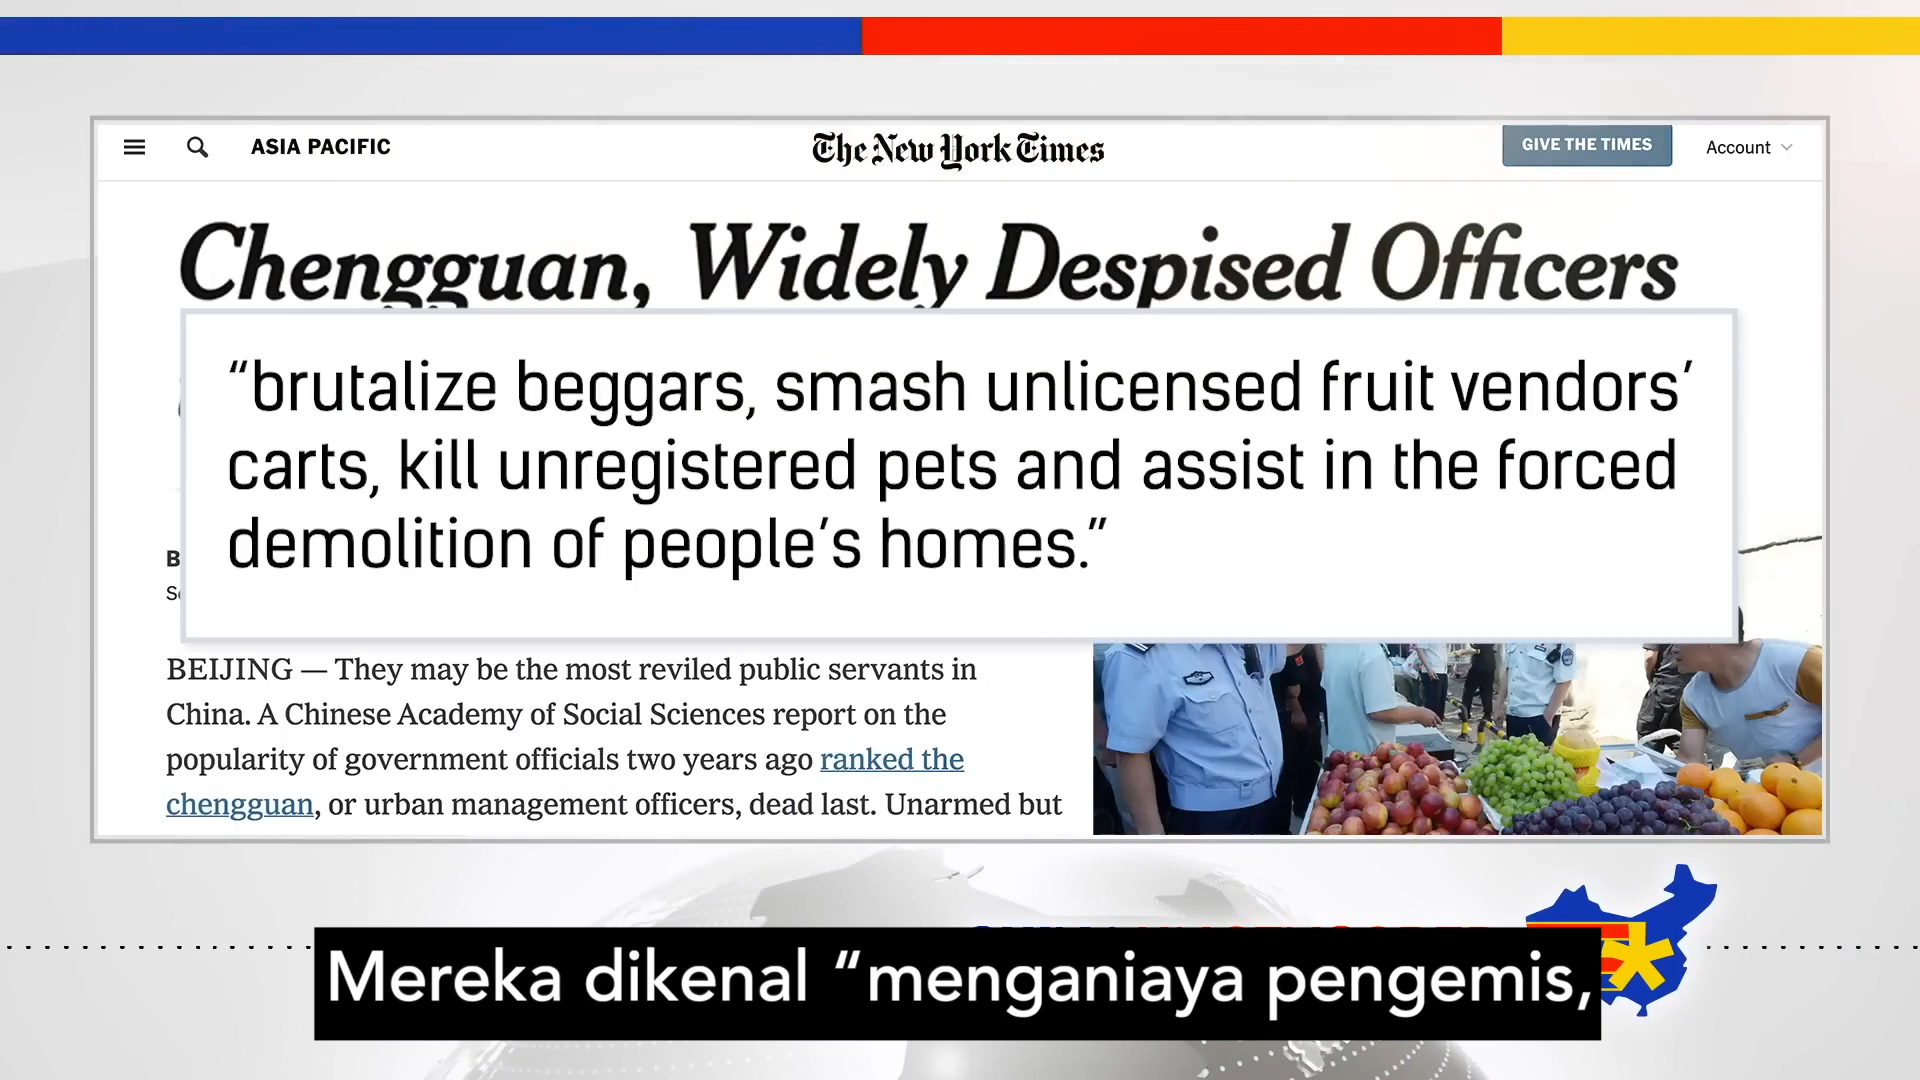 ASIA PACIFIC
The New York Times
GIVE THE TIMES
Account
Chengguan, Widely Despised Officers
“brutalize beggars, smash unlicensed fruit vendors’
carts, kill unregistered pets and assist in the forced
demolition of people’s homes.”
BEIJING — They may be the most reviled public servants in
China. A Chinese Academy of Social Sciences report on the
popularity of government officials two years ago ranked the
chengguan, or urban management officers, dead last. Unarmed but
Mereka dikenal “menganiaya pengemis,